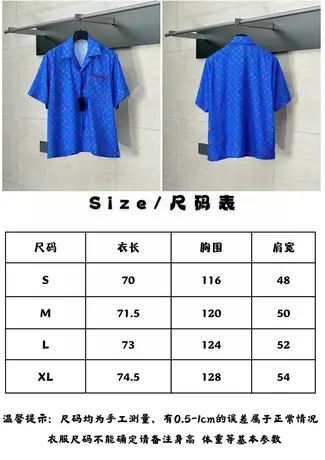 Size/尺码表
尺码 衣长 胸围 肩宽
S 70 116 48
M 71.5 120 50
L 73 124 52
XL 74.5 128 54
温馨提示：尺码均为手工测量、有0.5-1cm的误差属于正常情况
衣服尺码不能确定请备注身高 体重等基本参数